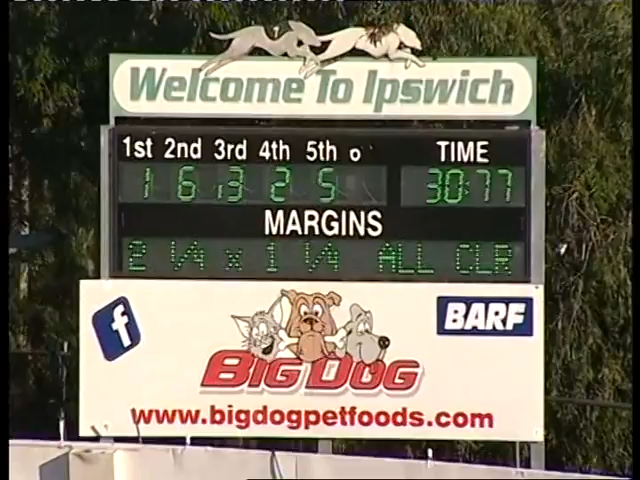 Welcome To Ipswich
1st 2nd 3rd 4th 5th TIME
1 6 3 2 5 30.77
MARGINS
2 1/4 x 1 1/4 ALL CLR
f
BARF
BIG DOG
www.bigdogpetfoods.com